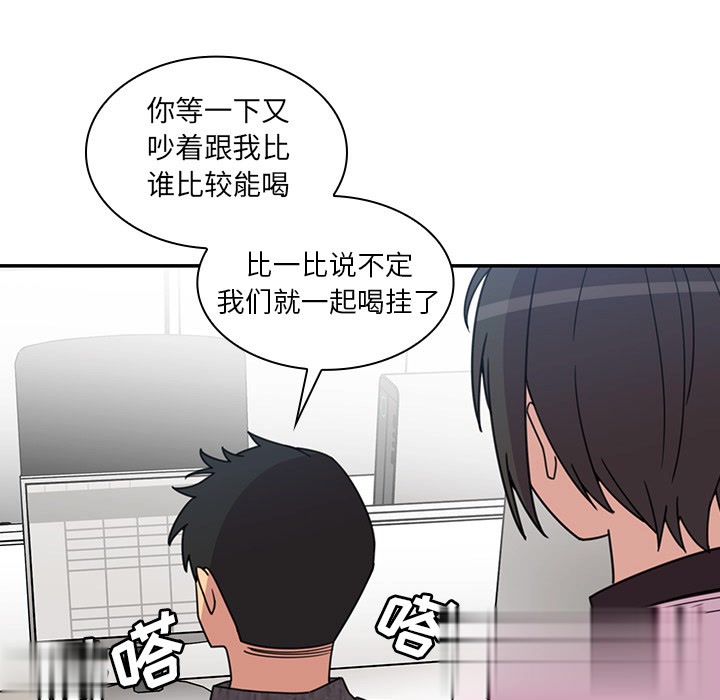 你等一下又
吵着跟我比
谁比较能喝
比一比说不定
我们就一起喝挂了
嗒
嗒